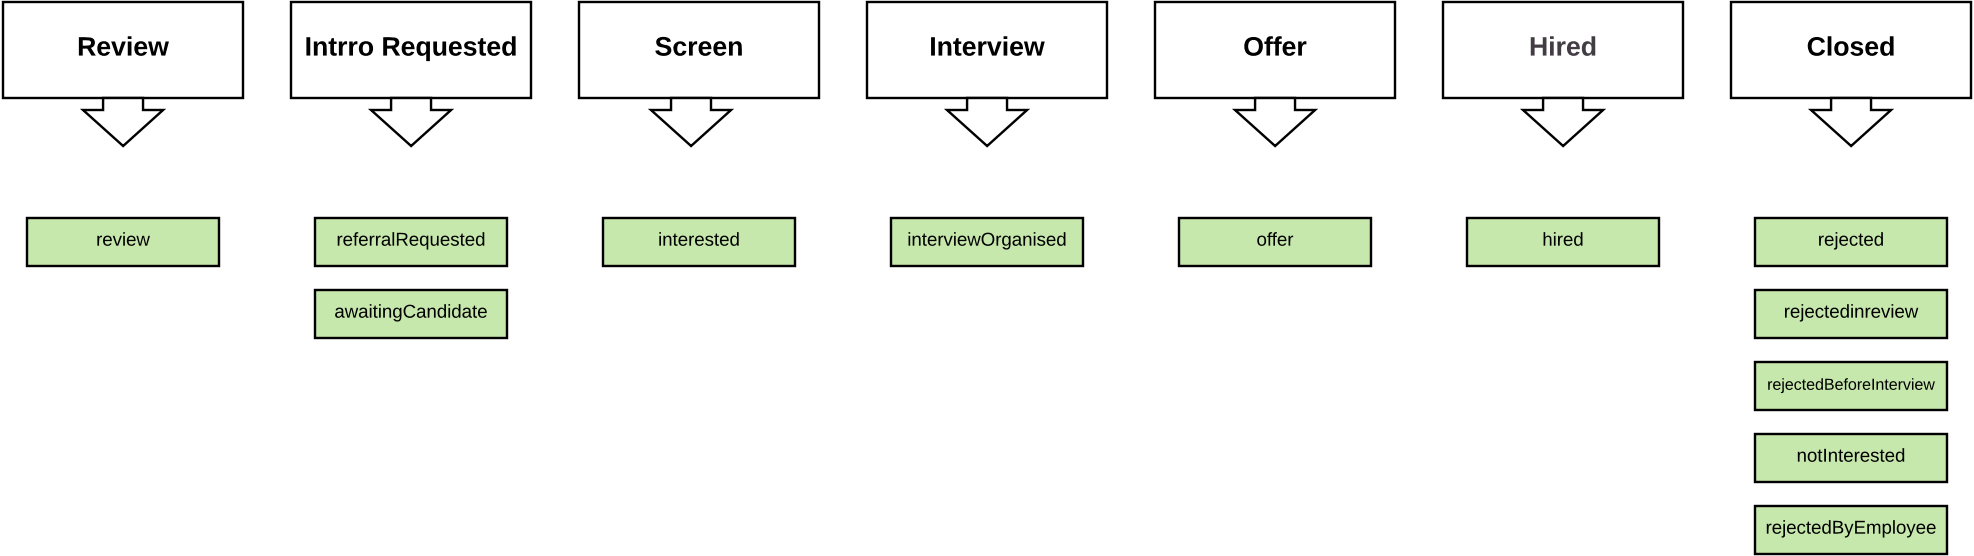 Review
Intrro Requested
Screen
Interview
Offer
Hired
Closed
review
referralRequested
interested
interviewOrganised
offer
hired
rejected
awaitingCandidate
rejectedinreview
rejectedBeforeInterview
notInterested
rejectedByEmployee